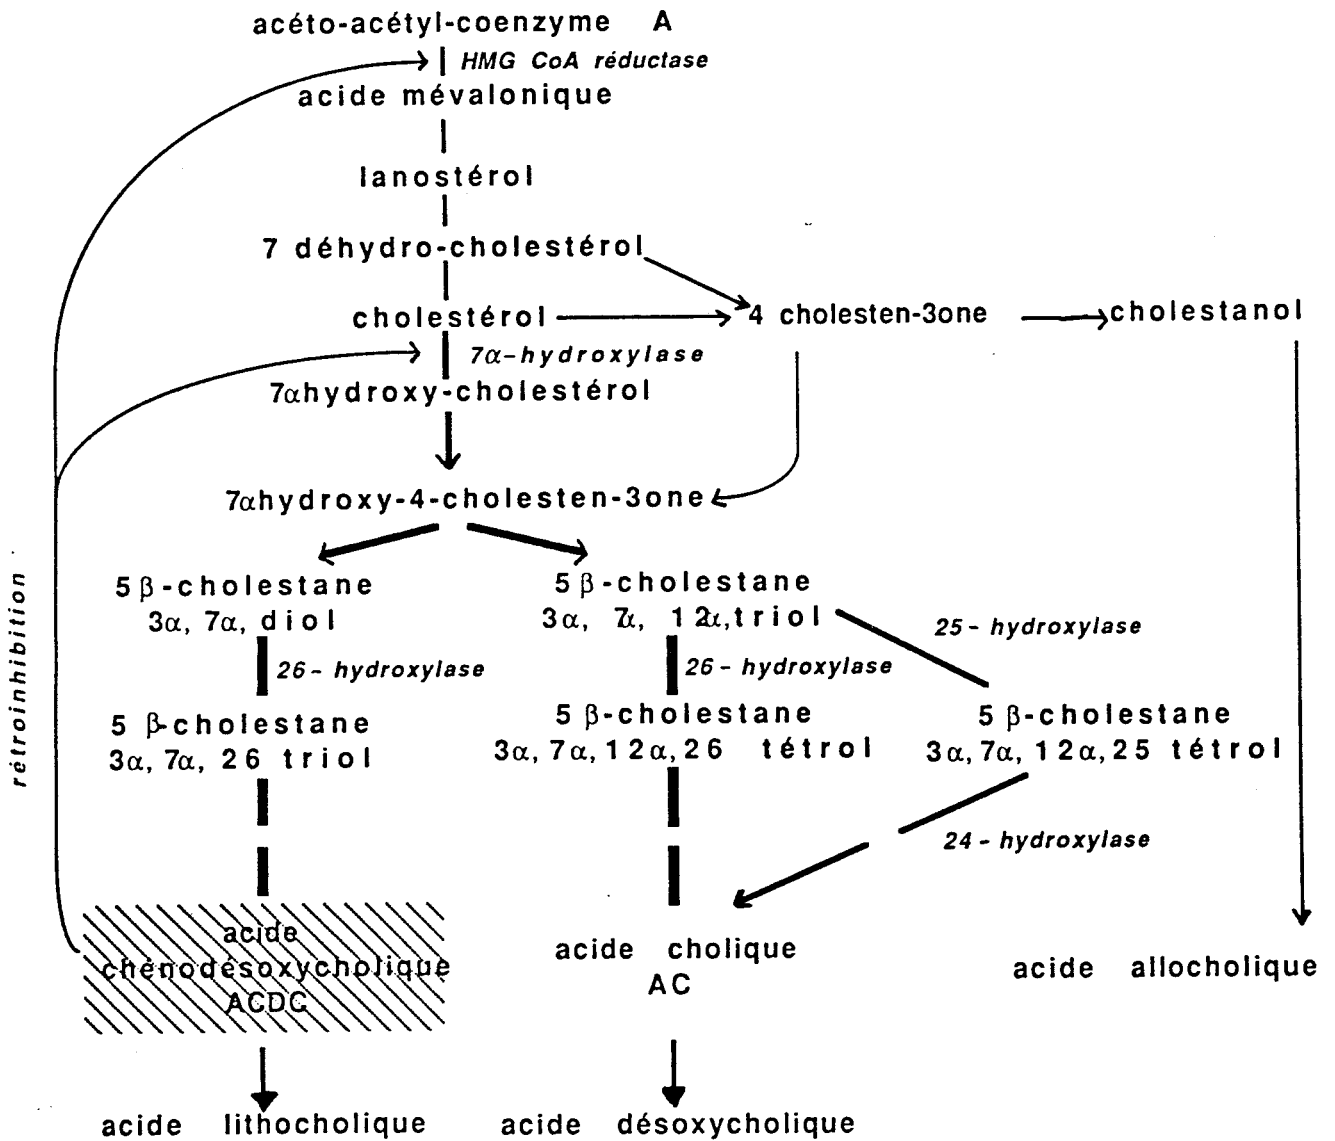 acéto-acétyl-coenzyme A
HMG CoA réductase
acide mévalonique
lanostérol
7 déhydro-cholestérol
cholestérol
4 cholesten-3one
cholestanol
7α-hydroxylase
7αhydroxy-cholestérol
7αhydroxy-4-cholesten-3one
rétroinhibition
5 β-cholestane
3α, 7α, diol
5 β-cholestane
3α, 7α, 12α, triol
25 - hydroxylase
26 - hydroxylase
26 - hydroxylase
5 β-cholestane
3α, 7α, 26 triol
5 β-cholestane
3α, 7α, 12α, 26 tétrol
5 β-cholestane
3α, 7α, 12α, 25 tétrol
24 - hydroxylase
acide
chénodésoxycholique
ACDC
acide cholique
AC
acide allocholique
acide lithocholique
acide désoxycholique